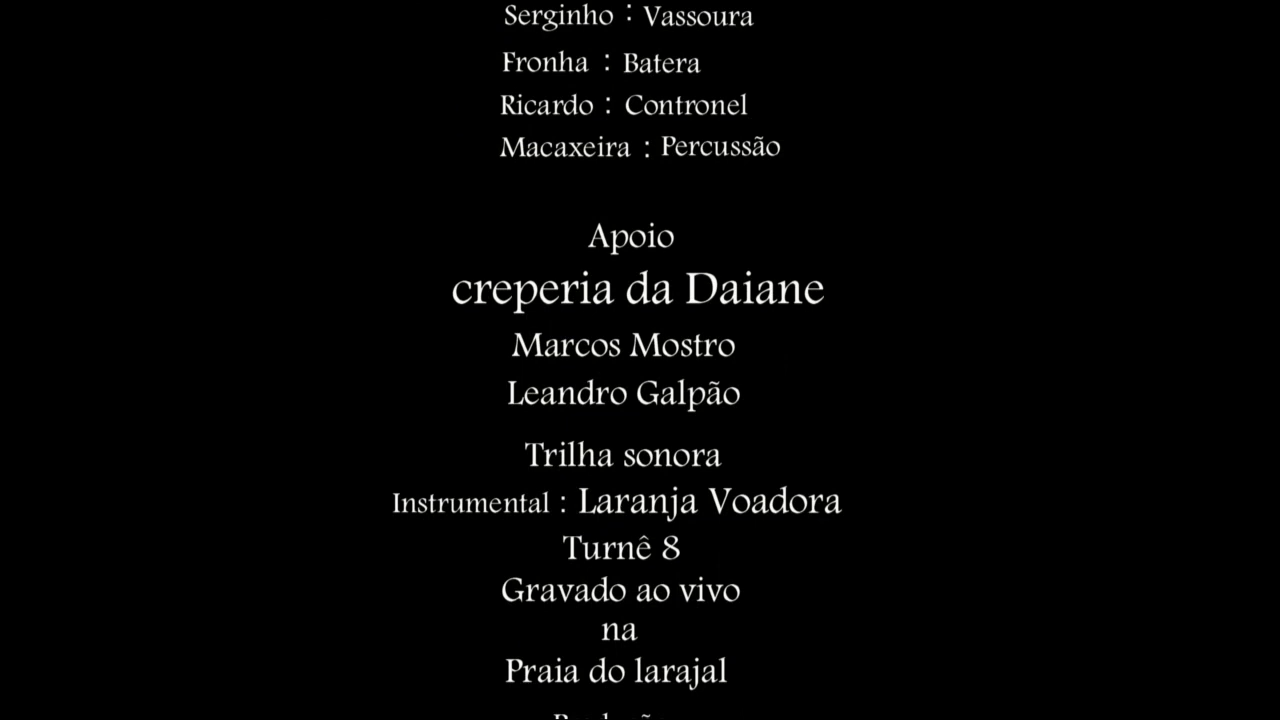 Serginho : Vassoura
Fronha : Batera
Ricardo : Contronel
Macaxeira : Percussão
Apoio
creperia da Daiane
Marcos Mostro
Leandro Galpão
Trilha sonora
Instrumental : Laranja Voadora
Turnê 8
Gravado ao vivo
na
Praia do larajal